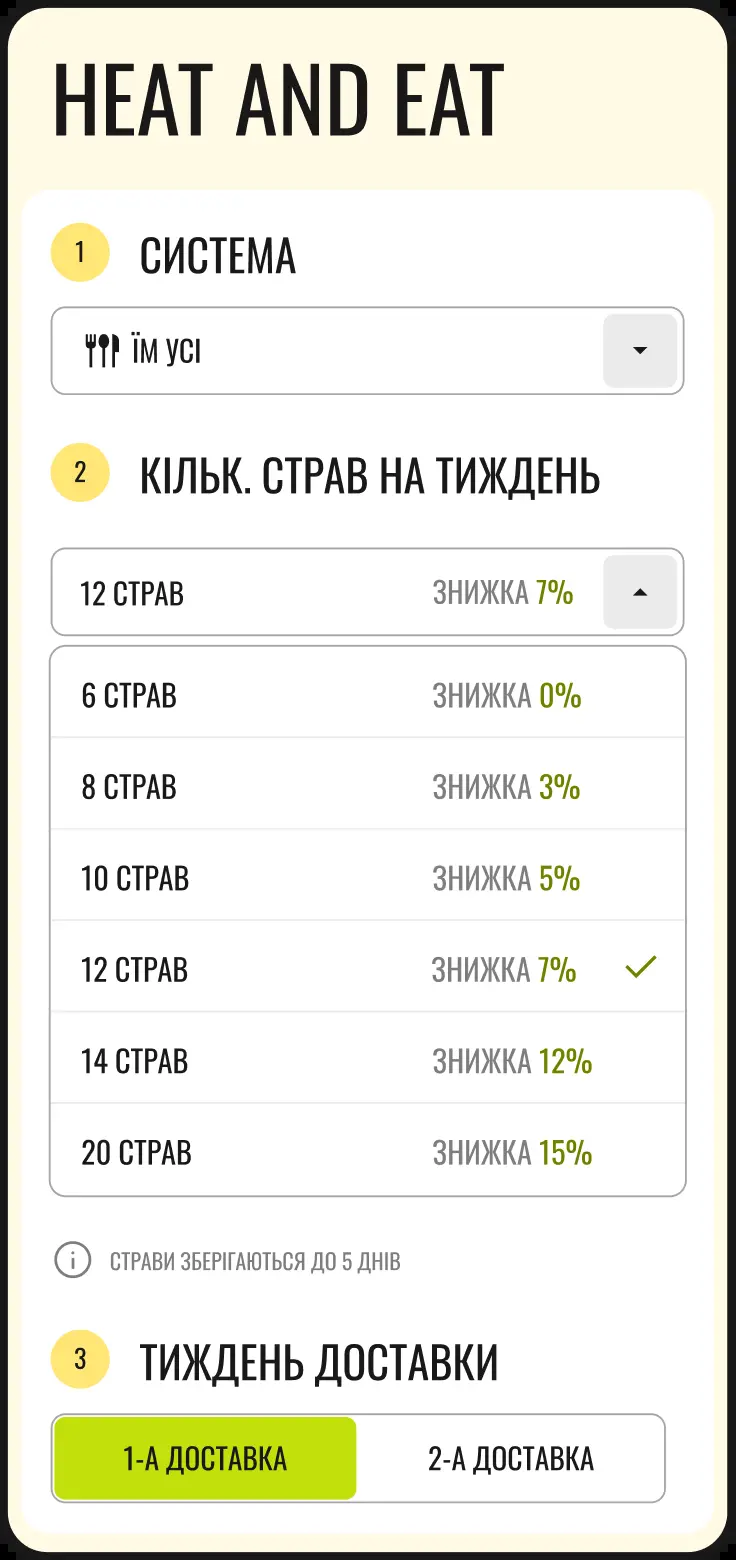 HEAT AND EAT
1 СИСТЕМА
ЇМ УСІ
2 КІЛЬК. СТРАВ НА ТИЖДЕНЬ
12 СТРАВ ЗНИЖКА 7%
6 СТРАВ ЗНИЖКА 0%
8 СТРАВ ЗНИЖКА 3%
10 СТРАВ ЗНИЖКА 5%
12 СТРАВ ЗНИЖКА 7%
14 СТРАВ ЗНИЖКА 12%
20 СТРАВ ЗНИЖКА 15%
СТРАВИ ЗБЕРІГАЮТЬСЯ ДО 5 ДНІВ
3 ТИЖДЕНЬ ДОСТАВКИ
1-А ДОСТАВКА 2-А ДОСТАВКА